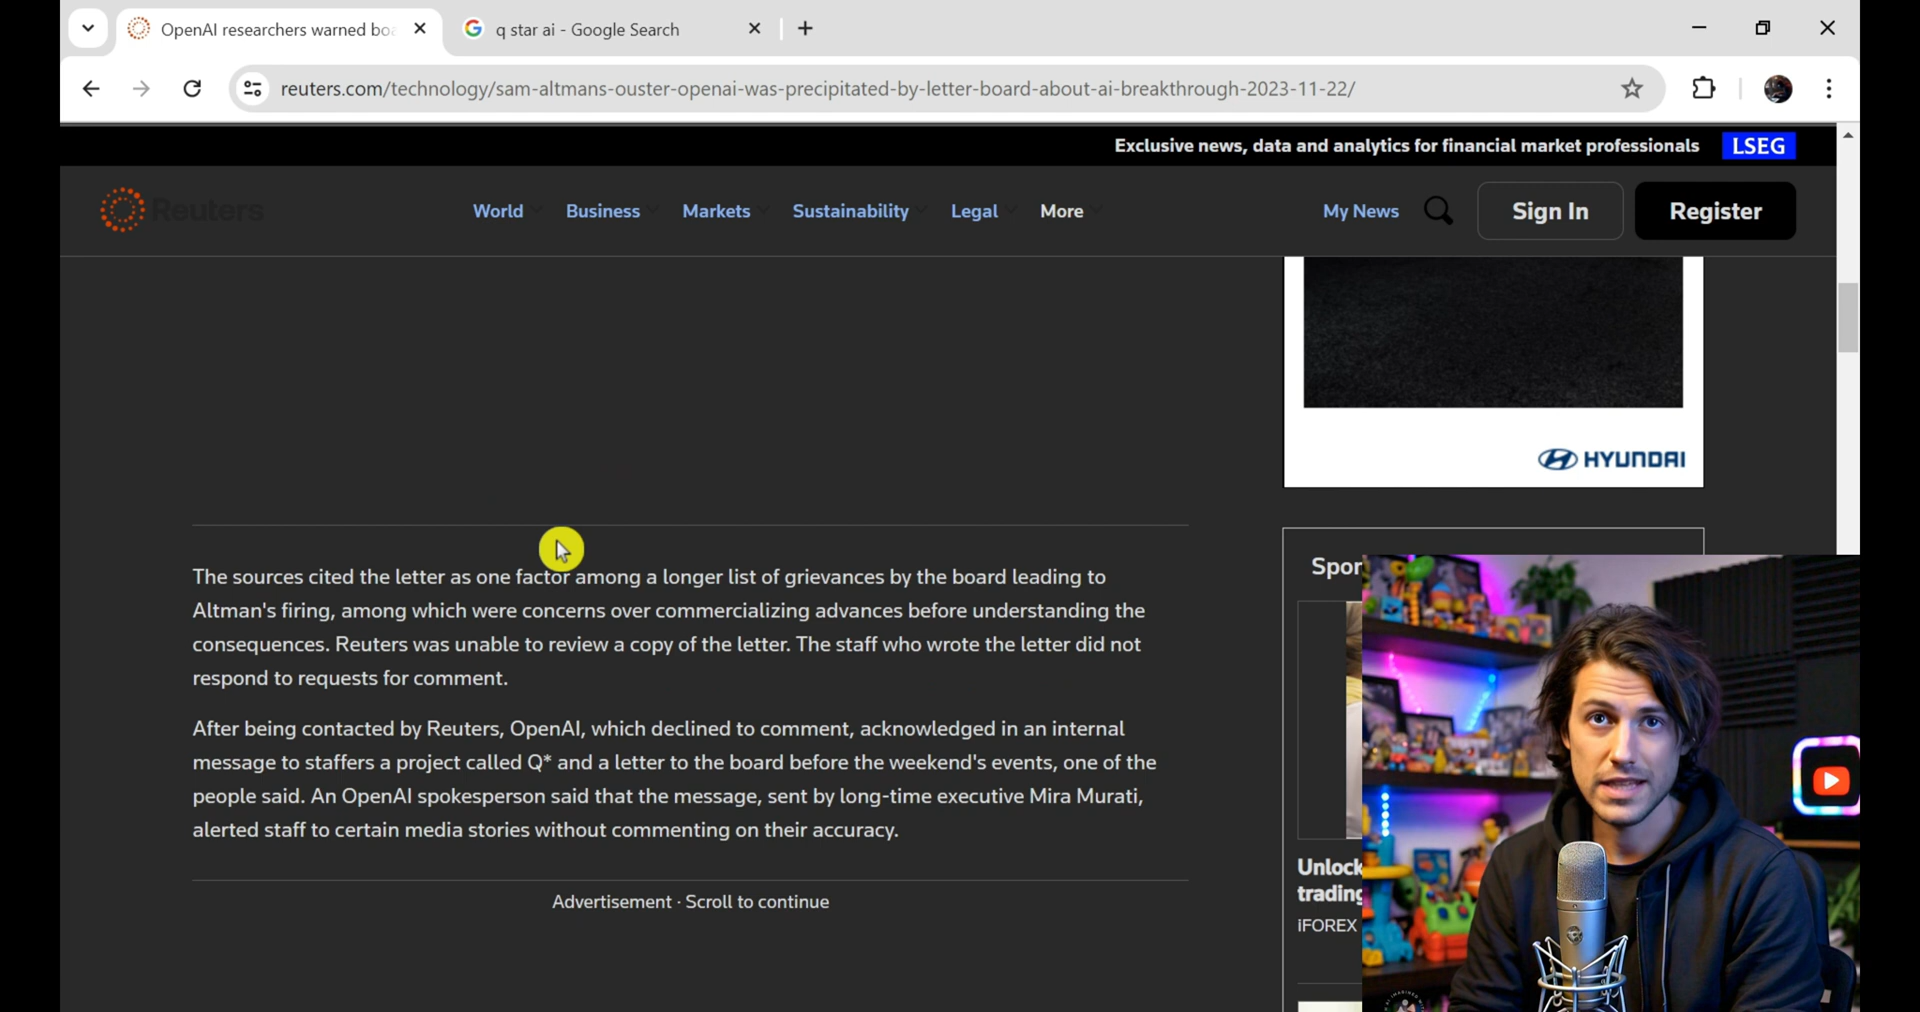 OpenAI researchers warned boa
q star ai - Google Search
reuters.com/technology/sam-altmans-ouster-openai-was-precipitated-by-letter-board-about-ai-breakthrough-2023-11-22/
Exclusive news, data and analytics for financial market professionals LSEG
Reuters World Business Markets Sustainability Legal More My News Sign In Register
HYUNDAI
The sources cited the letter as one factor among a longer list of grievances by the board leading to
Altman's firing, among which were concerns over commercializing advances before understanding the
consequences. Reuters was unable to review a copy of the letter. The staff who wrote the letter did not
respond to requests for comment.
After being contacted by Reuters, OpenAI, which declined to comment, acknowledged in an internal
message to staffers a project called Q* and a letter to the board before the weekend's events, one of the
people said. An OpenAI spokesperson said that the message, sent by long-time executive Mira Murati,
alerted staff to certain media stories without commenting on their accuracy.
Advertisement · Scroll to continue
Spor
Unlock
trading
iFOREX